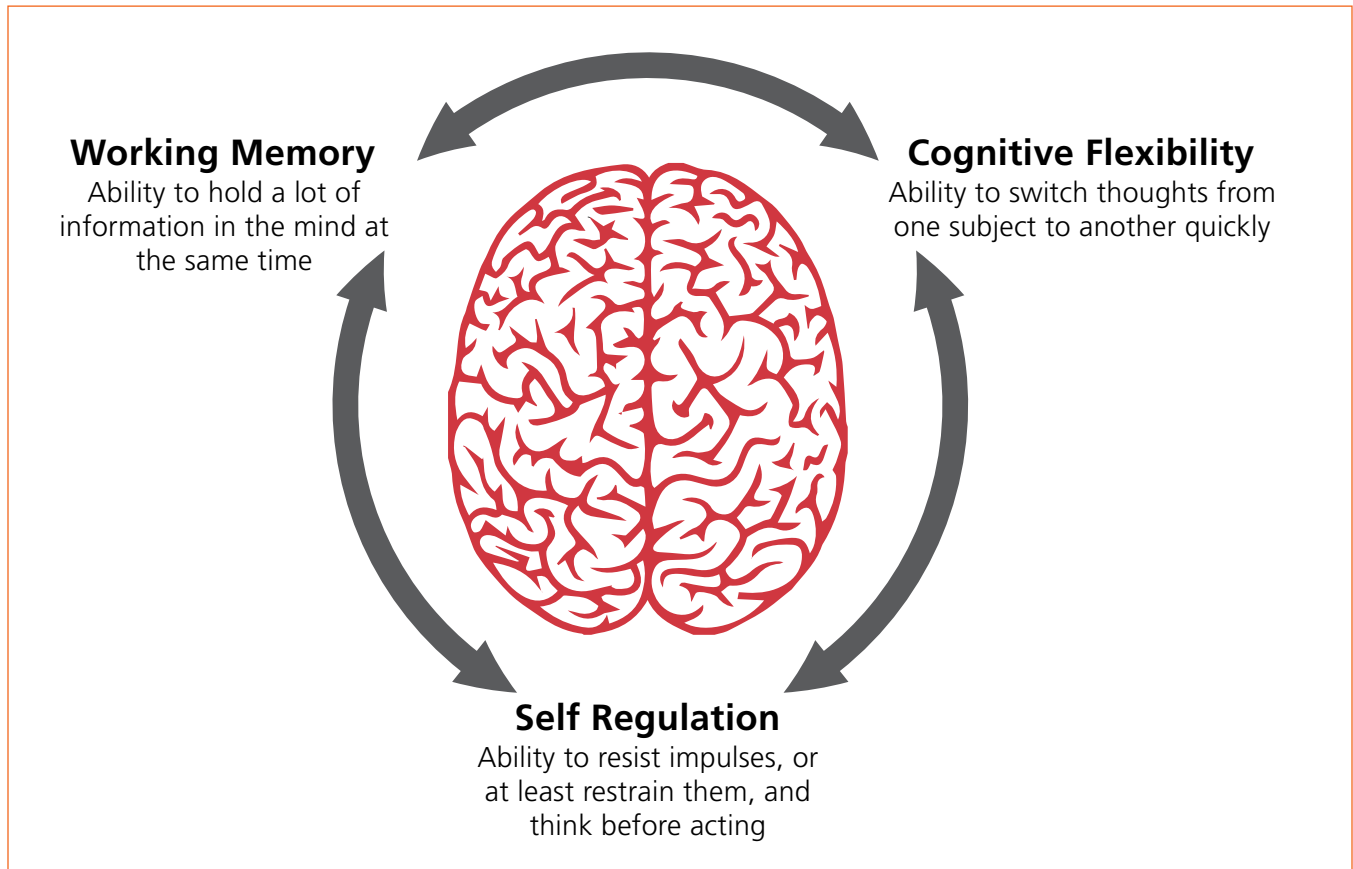 Working Memory
Ability to hold a lot of
information in the mind at
the same time
Cognitive Flexibility
Ability to switch thoughts from
one subject to another quickly
Self Regulation
Ability to resist impulses, or
at least restrain them, and
think before acting